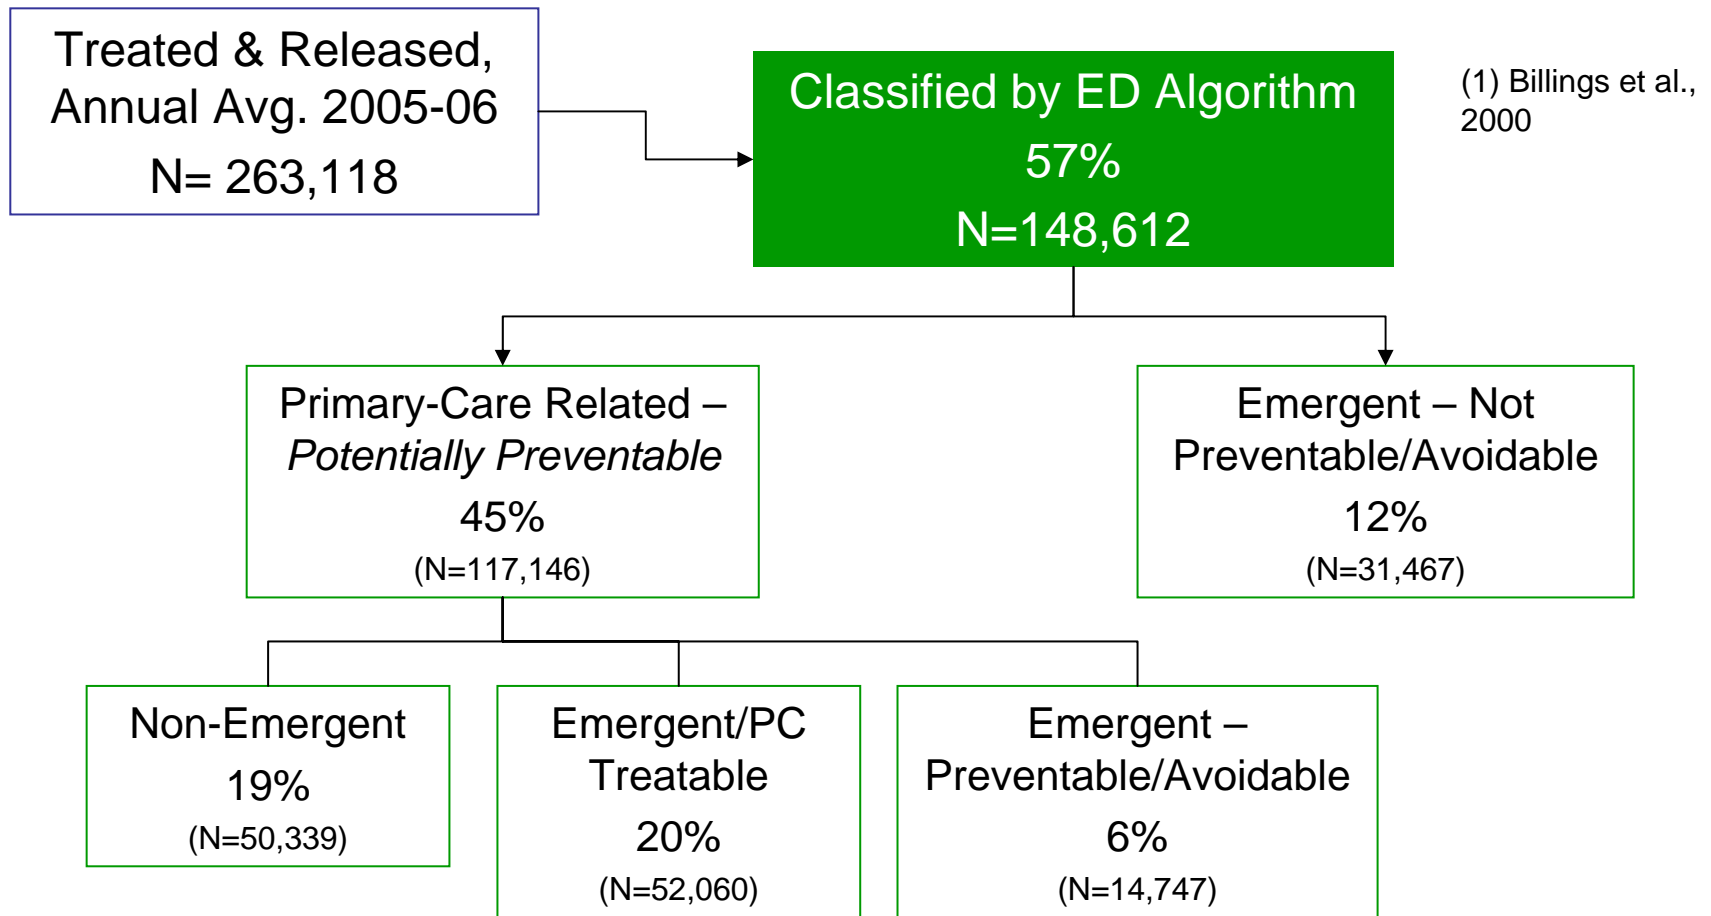 Treated & Released,
Annual Avg. 2005-06
N= 263,118
Classified by ED Algorithm
57%
N=148,612
(1) Billings et al.,
2000
Primary-Care Related –
Potentially Preventable
45%
(N=117,146)
Emergent – Not
Preventable/Avoidable
12%
(N=31,467)
Non-Emergent
19%
(N=50,339)
Emergent/PC
Treatable
20%
(N=52,060)
Emergent –
Preventable/Avoidable
6%
(N=14,747)